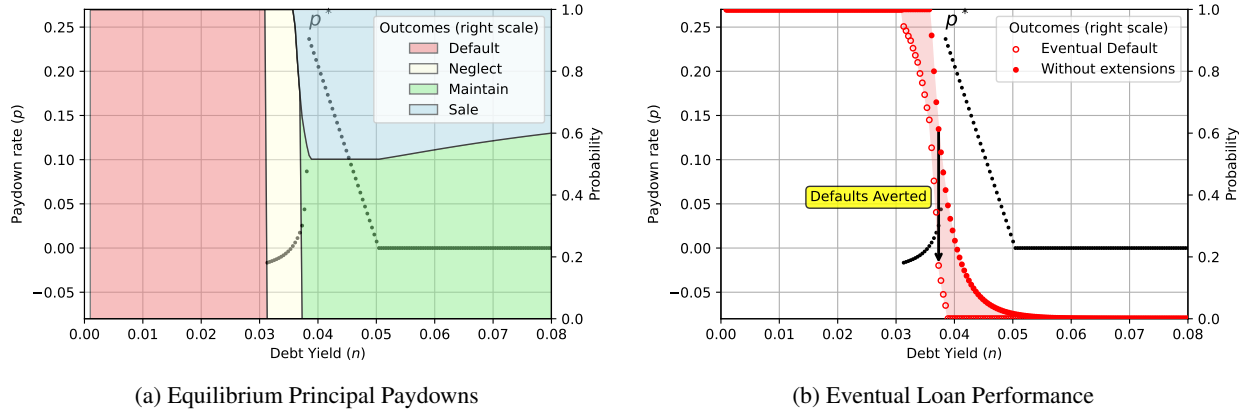 0.25
0.20
0.15
0.10
0.05
0.00
−0.05
Paydown rate (p)
p*
Outcomes (right scale)
Default
Neglect
Maintain
Sale
1.0
0.8
0.6
0.4
0.2
0.0
Probability
0.00 0.01 0.02 0.03 0.04 0.05 0.06 0.07 0.08
Debt Yield (n)
(a) Equilibrium Principal Paydowns
0.25
0.20
0.15
0.10
0.05
0.00
−0.05
Paydown rate (p)
p*
Outcomes (right scale)
Eventual Default
Without extensions
Defaults Averted
1.0
0.8
0.6
0.4
0.2
0.0
Probability
0.00 0.01 0.02 0.03 0.04 0.05 0.06 0.07 0.08
Debt Yield (n)
(b) Eventual Loan Performance